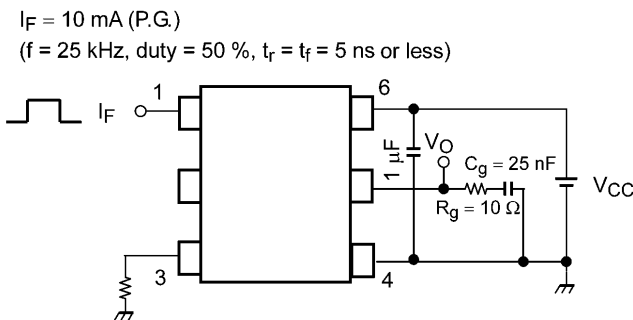 IF = 10 mA (P.G.)
(f = 25 kHz, duty = 50 %, tr = tf = 5 ns or less)
1
6
IF
1 μF
VO
Cg = 25 nF
Rg = 10 Ω
VCC
3
4